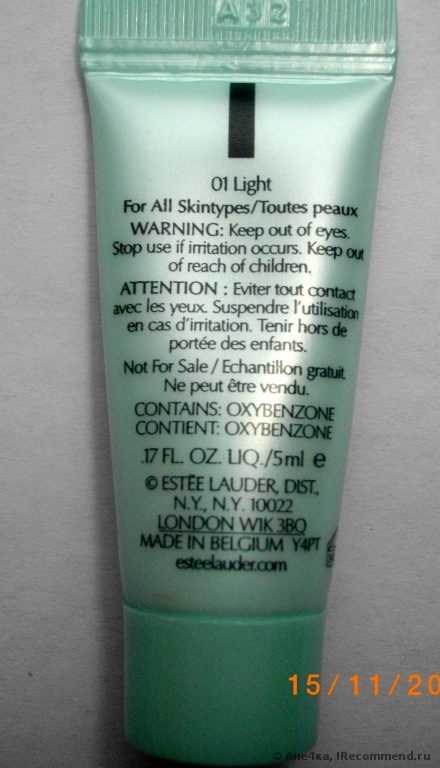 A32
01 Light
For All Skintypes/Toutes peaux
WARNING: Keep out of eyes.
Stop use if irritation occurs. Keep out
of reach of children.
ATTENTION : Eviter tout contact
avec les yeux. Suspendre l'utilisation
en cas d'irritation. Tenir hors de
portée des enfants.
Not For Sale / Echantillon gratuit.
Ne peut être vendu.
CONTAINS: OXYBENZONE
CONTIENT: OXYBENZONE
.17 FL. OZ. LIQ./5ml e
© ESTĒE LAUDER, DIST.,
N.Y., N.Y. 10022
LONDON W1K 3BQ
MADE IN BELGIUM Y4PT
esteelauder.com
15/11/20
© Ane4ka, IRecommend.ru